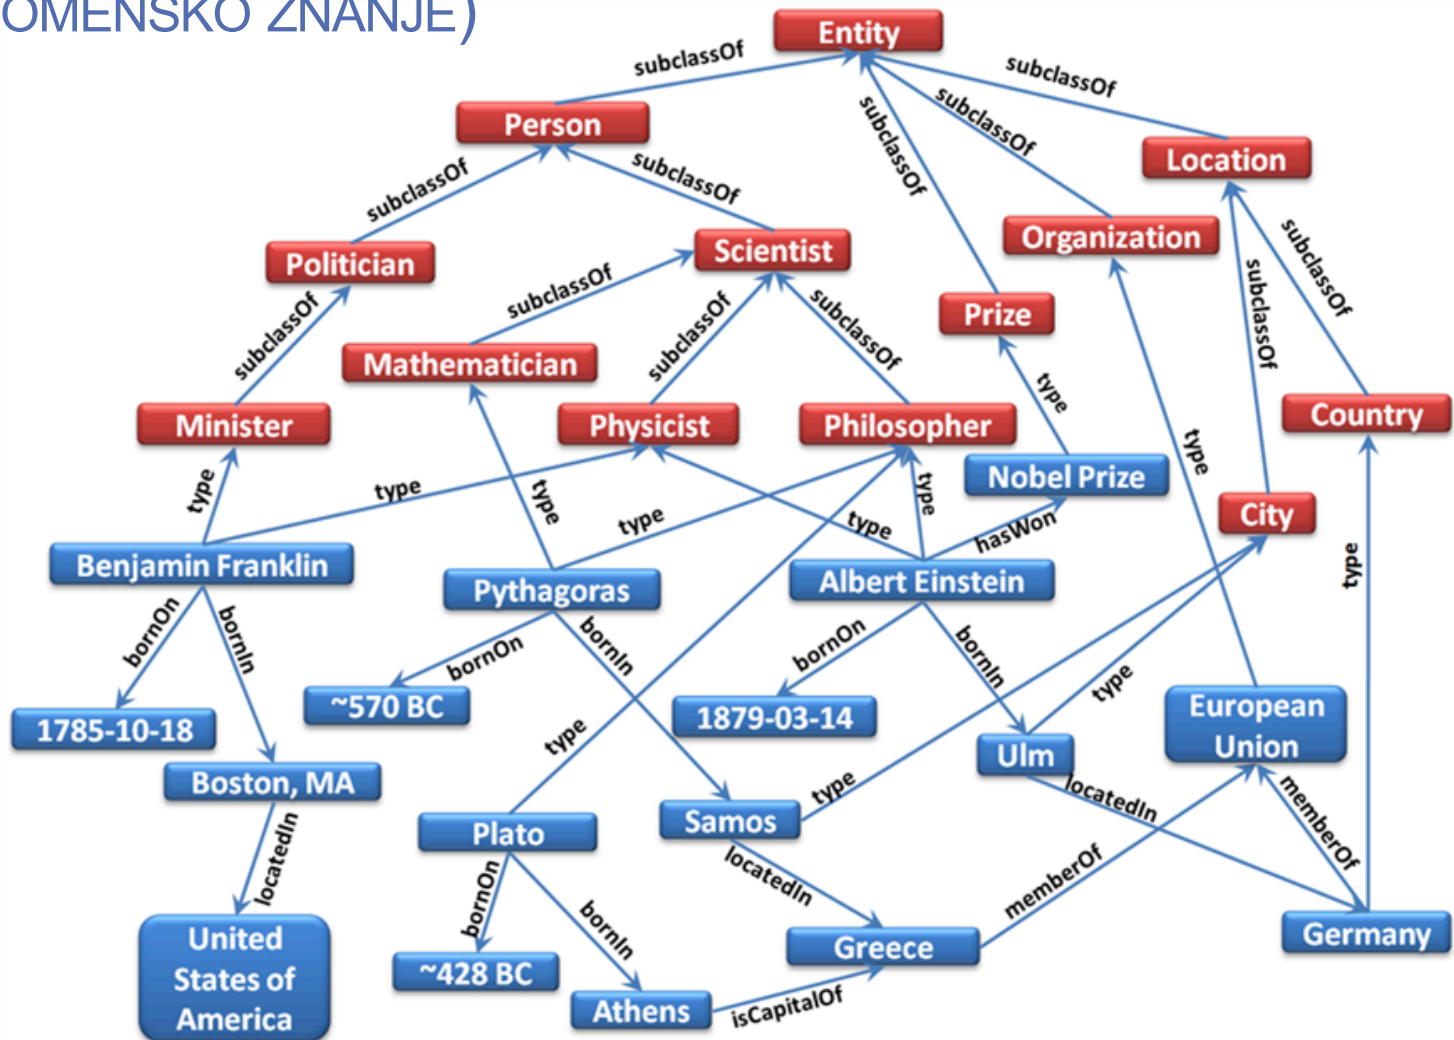 OMENSKO ZNANJE)
Entity
subclassOf
subclassOf
subclassOf
subclassOf
Person
Location
subclassOf
subclassOf
Organization
Politician
Scientist
subclassOf
subclassOf
subclassOf
subclassOf
subclassOf
subclassOf
Prize
Mathematician
type
Minister
Physicist
Philosopher
Country
type
type
type
type
type
type
type
Nobel Prize
hasWon
City
type
Benjamin Franklin
Pythagoras
Albert Einstein
bornOn
bornIn
bornOn
bornIn
bornOn
bornIn
type
~570 BC
1879-03-14
1785-10-18
European
Union
Ulm
type
type
locatedIn
memberOf
Boston, MA
Plato
Samos
locatedIn
bornOn
bornIn
locatedIn
memberOf
United
States of
America
~428 BC
Greece
Germany
Athens
isCapitalOf